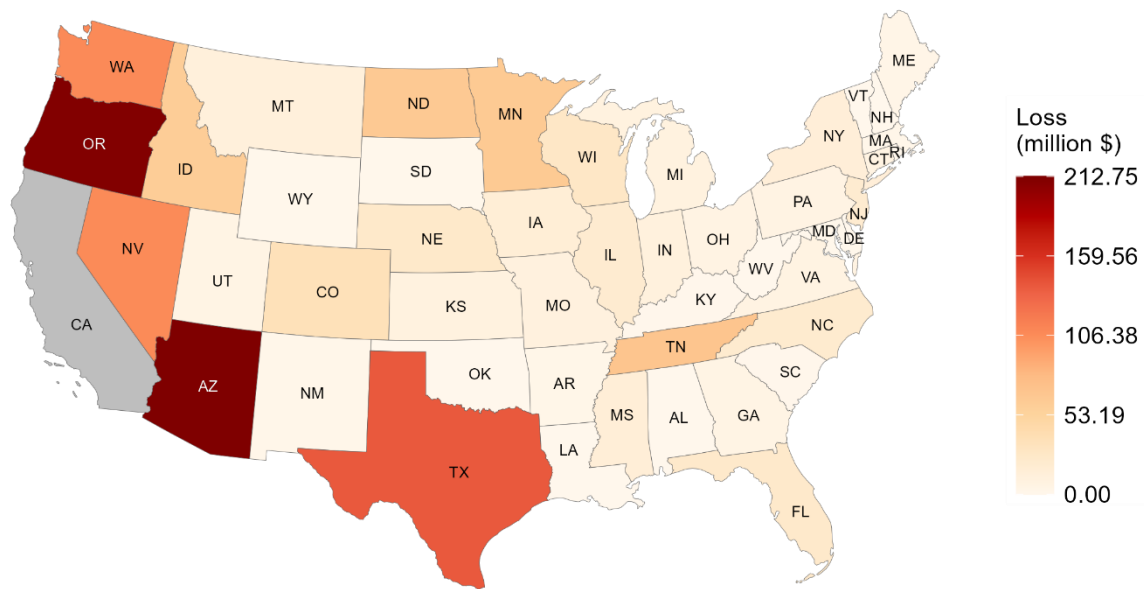 WA
OR
CA
NV
ID
MT
WY
UT
AZ
CO
NM
ND
SD
NE
KS
OK
TX
MN
IA
MO
AR
LA
WI
IL
MS
MI
IN
OH
KY
TN
AL
GA
FL
SC
NC
VA
WV
PA
NY
MD
DE
NJ
CT
RI
MA
NH
VT
ME
Loss
(million $)
212.75
159.56
106.38
53.19
0.00